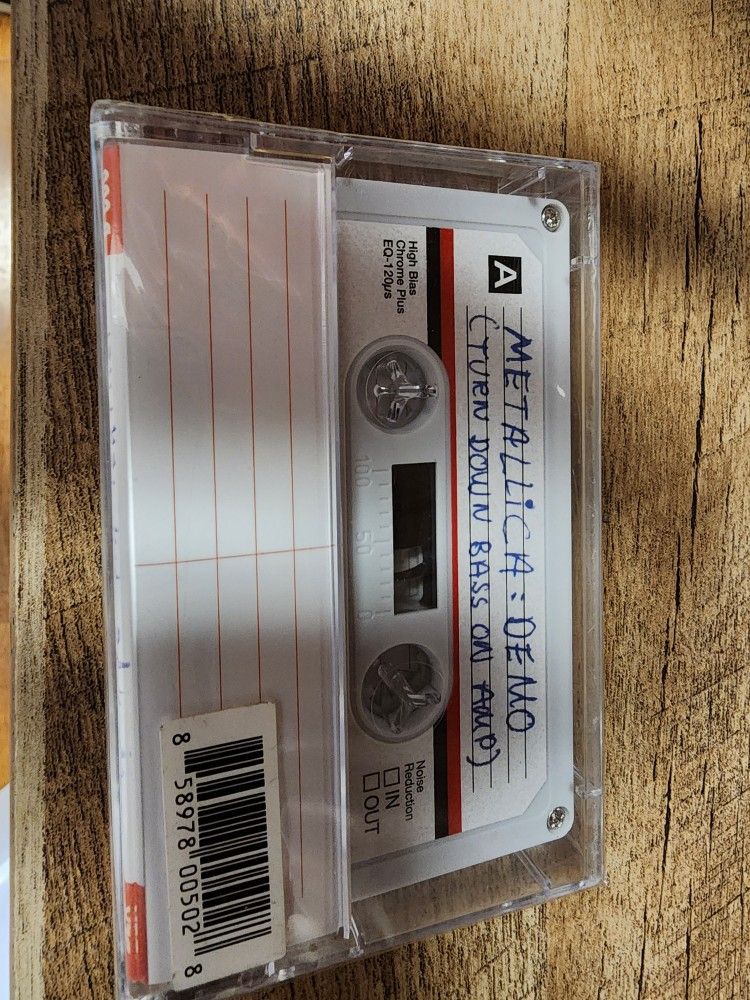 A
METALLiCA: DEMO
(TURN DOWN BASS ON AMP)
High Bias
Chrome Plus
EQ-120µs
100 50 0
Noise
Reduction
IN
OUT
8 58978 00502 8